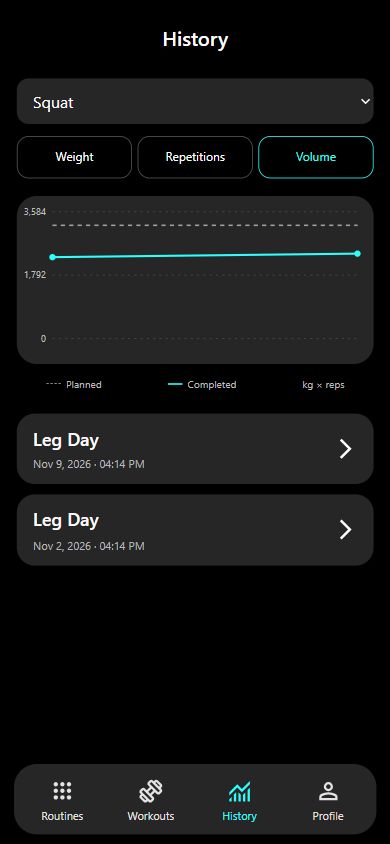 History
Squat
Weight Repetitions Volume
3,584
1,792
0
Planned Completed kg × reps
Leg Day
Nov 9, 2026 · 04:14 PM
Leg Day
Nov 2, 2026 · 04:14 PM
Routines Workouts History Profile